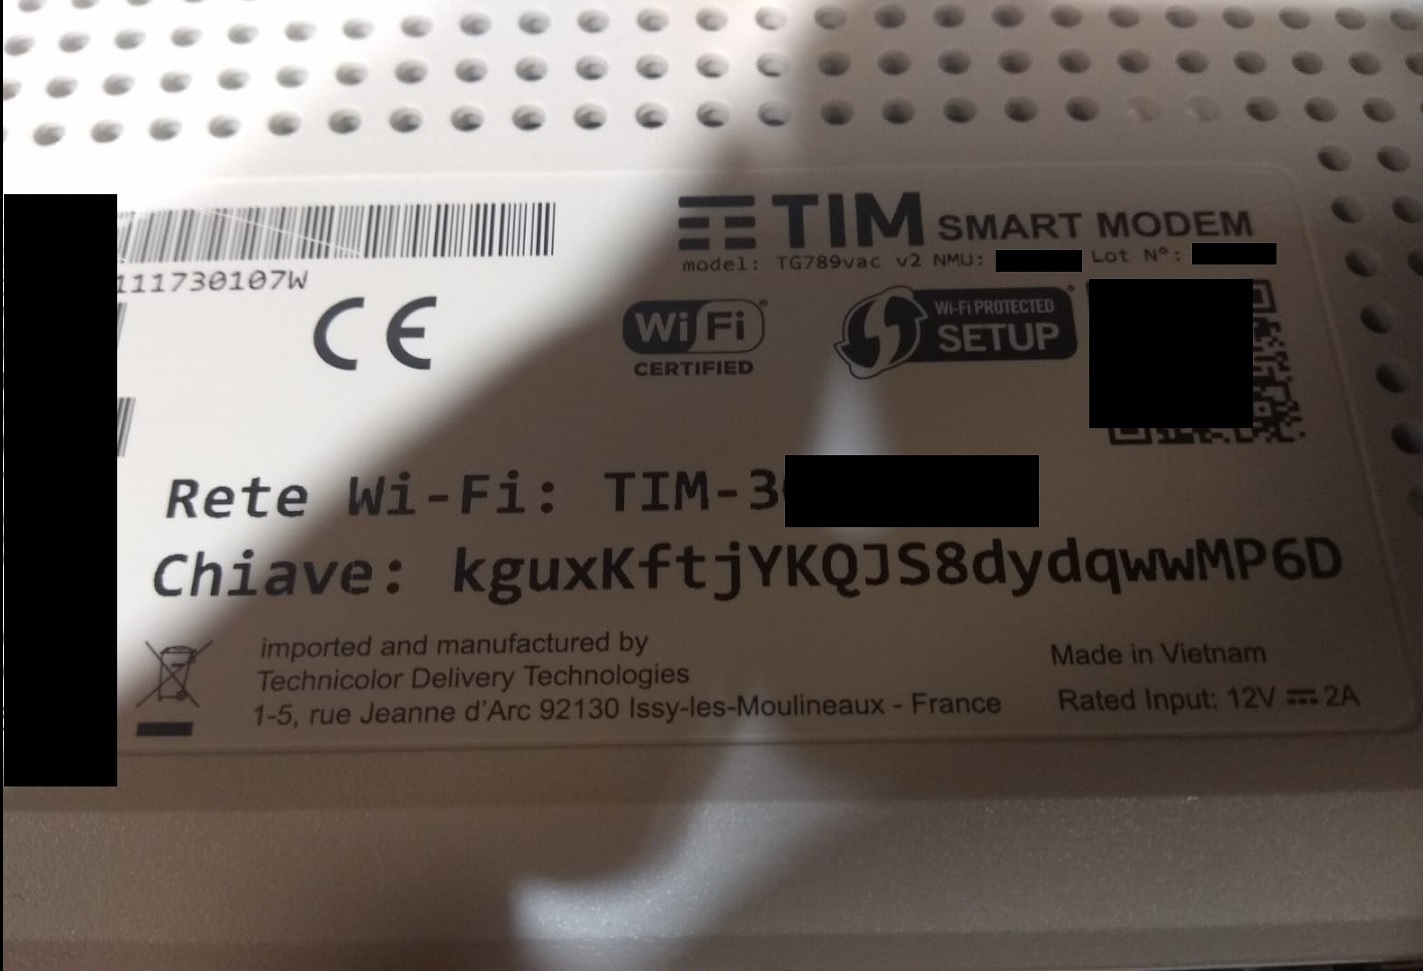 111730107W
TIM SMART MODEM
model: TG789vac v2 NMU: Lot N°:
CE
Wi Fi
CERTIFIED
Wi-Fi PROTECTED
SETUP
Rete Wi-Fi: TIM-3
Chiave: kguxKftjYKQJS8dydqwwMP6D
imported and manufactured by
Technicolor Delivery Technologies
1-5, rue Jeanne d'Arc 92130 Issy-les-Moulineaux - France
Made in Vietnam
Rated Input: 12V ⎓ 2A